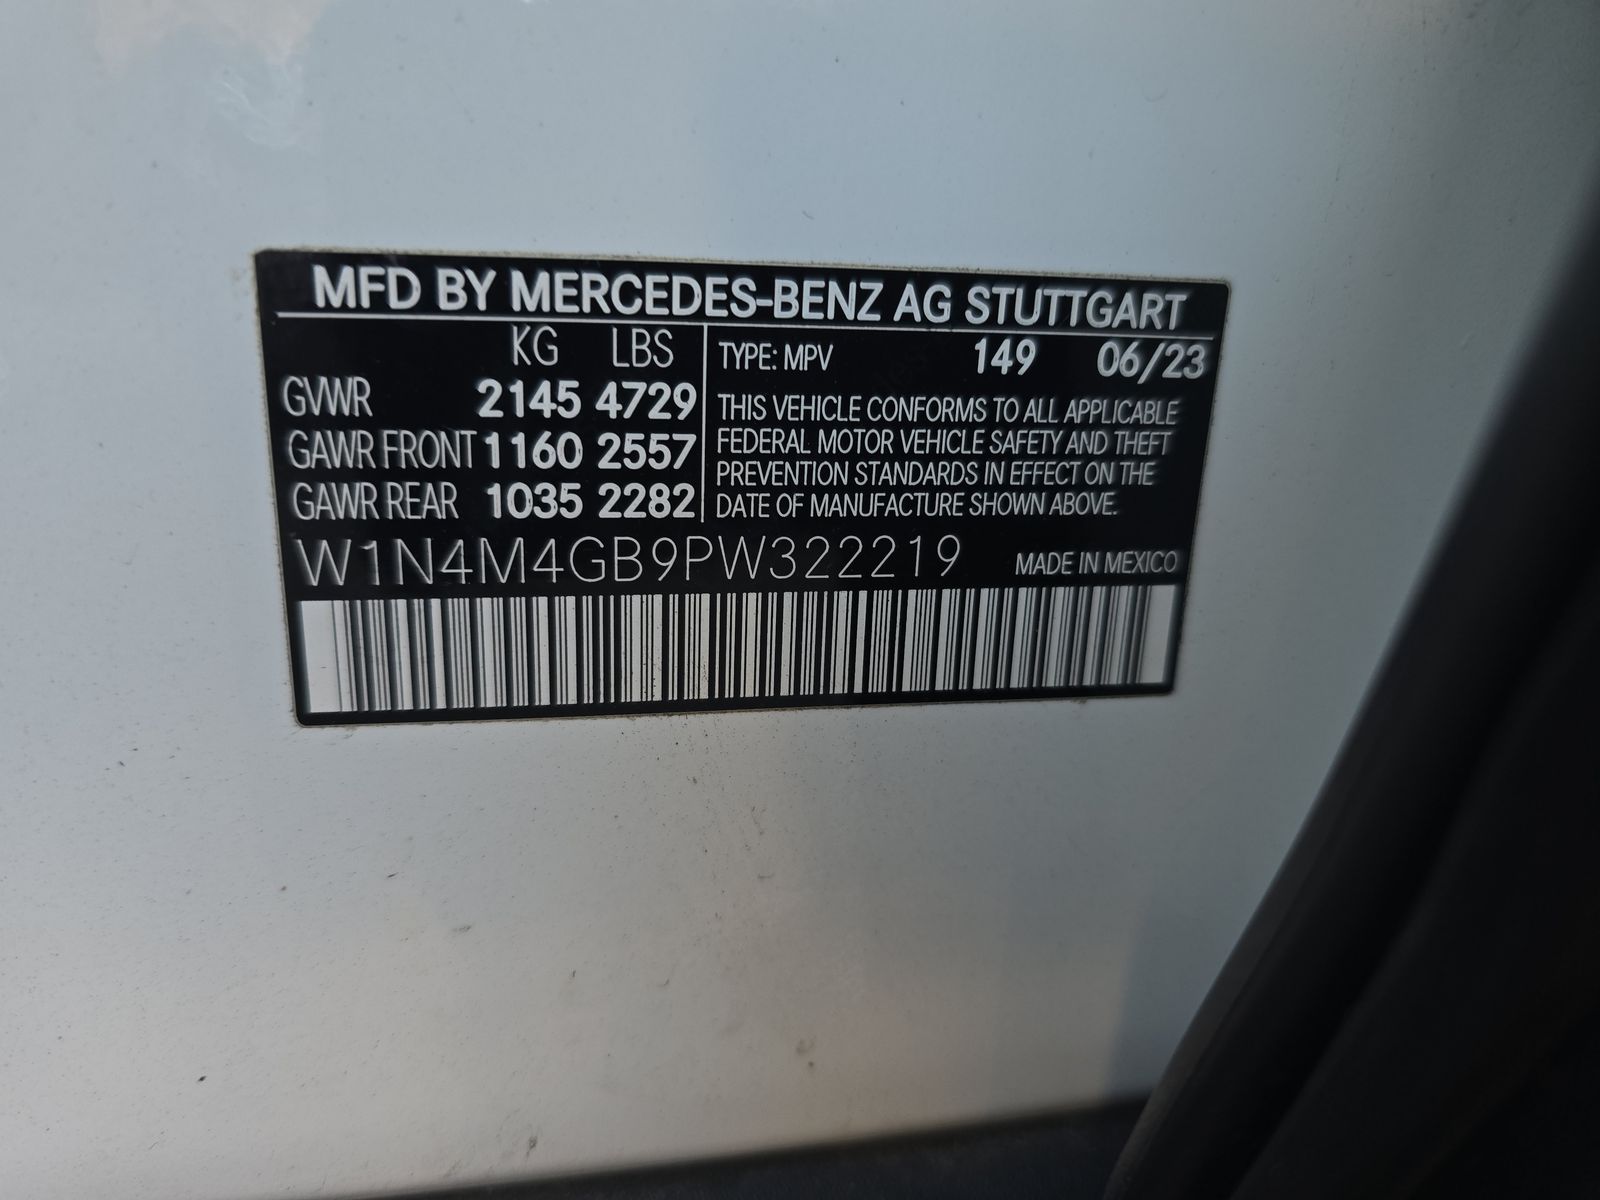 MFD BY MERCEDES-BENZ AG STUTTGART
KG LBS
GVWR 2145 4729
GAWR FRONT 1160 2557
GAWR REAR 1035 2282
TYPE: MPV 149 06/23
THIS VEHICLE CONFORMS TO ALL APPLICABLE
FEDERAL MOTOR VEHICLE SAFETY AND THEFT
PREVENTION STANDARDS IN EFFECT ON THE
DATE OF MANUFACTURE SHOWN ABOVE.
W1N4M4GB9PW322219 MADE IN MEXICO